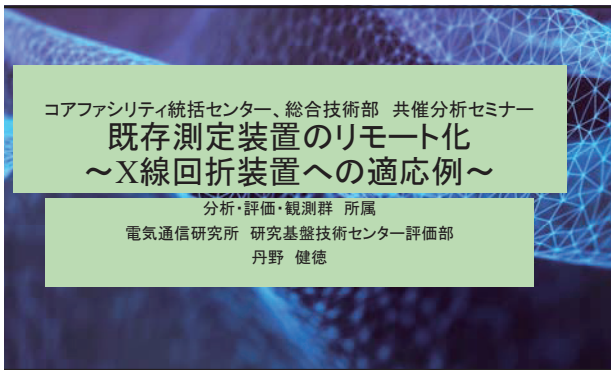 コアファシリティ統括センター、総合技術部　共催分析セミナー
既存測定装置のリモート化
～X線回折装置への適応例～
分析・評価・観測群　所属
電気通信研究所　研究基盤技術センター評価部
丹野　健徳